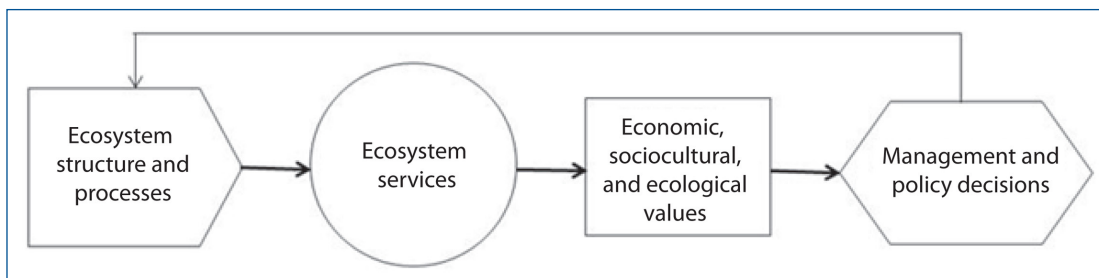 Ecosystem
structure and
processes
Ecosystem
services
Economic,
sociocultural,
and ecological
values
Management and
policy decisions